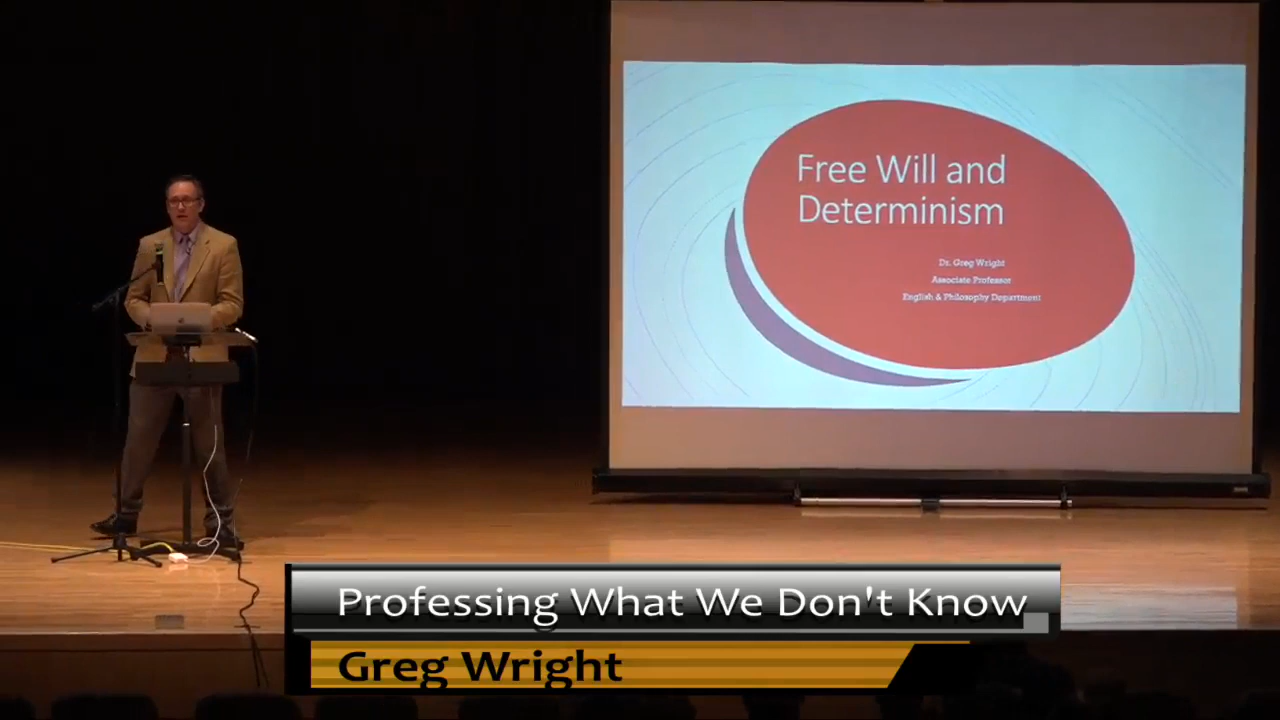 Free Will and
Determinism
Dr. Greg Wright
Associate Professor
English & Philosophy Department
Professing What We Don't Know
Greg Wright